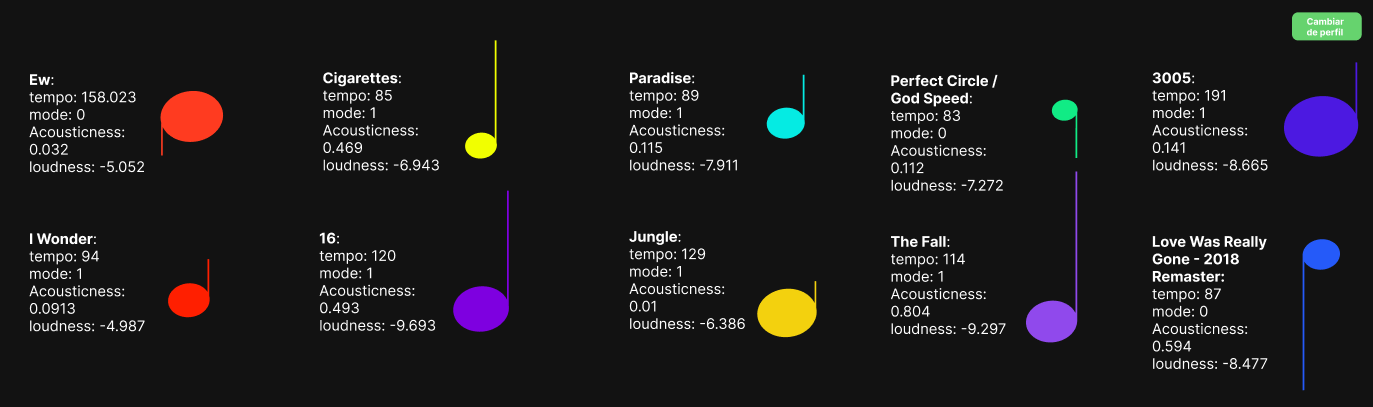 Cambiar
de perfil
Ew:
tempo: 158.023
mode: 0
Acousticness:
0.032
loudness: -5.052
Cigarettes:
tempo: 85
mode: 1
Acousticness:
0.469
loudness: -6.943
Paradise:
tempo: 89
mode: 1
Acousticness:
0.115
loudness: -7.911
Perfect Circle /
God Speed:
tempo: 83
mode: 0
Acousticness:
0.112
loudness: -7.272
3005:
tempo: 191
mode: 1
Acousticness:
0.141
loudness: -8.665
I Wonder:
tempo: 94
mode: 1
Acousticness:
0.0913
loudness: -4.987
16:
tempo: 120
mode: 1
Acousticness:
0.493
loudness: -9.693
Jungle:
tempo: 129
mode: 1
Acousticness:
0.01
loudness: -6.386
The Fall:
tempo: 114
mode: 1
Acousticness:
0.804
loudness: -9.297
Love Was Really
Gone - 2018
Remaster:
tempo: 87
mode: 0
Acousticness:
0.594
loudness: -8.477